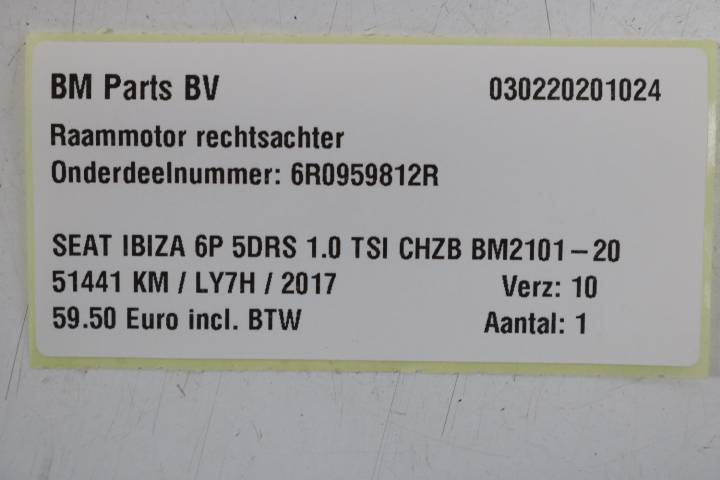 BM Parts BV 030220201024
Raammotor rechtsachter
Onderdeelnummer: 6R0959812R
SEAT IBIZA 6P 5DRS 1.0 TSI CHZB BM2101-20
51441 KM / LY7H / 2017 Verz: 10
59.50 Euro incl. BTW Aantal: 1